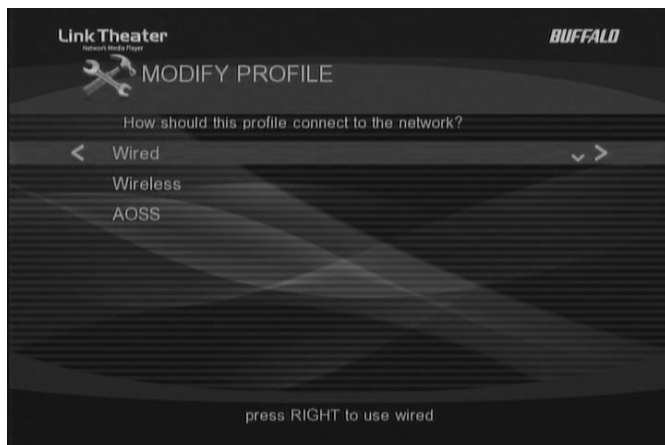 LinkTheater
Network Media Player
BUFFALO
MODIFY PROFILE
How should this profile connect to the network?
Wired
Wireless
AOSS
press RIGHT to use wired